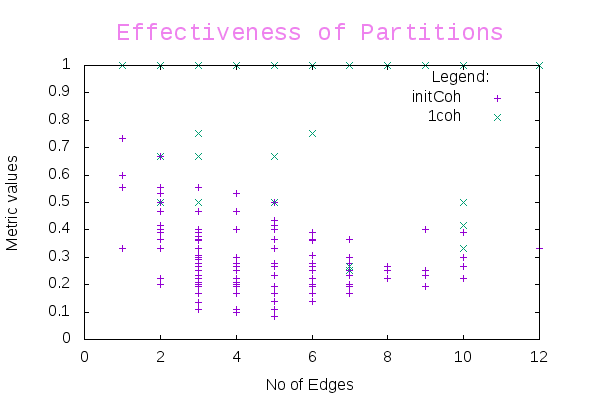 Effectiveness of Partitions
Metric values
1
0.9
0.8
0.7
0.6
0.5
0.4
0.3
0.2
0.1
0
0 2 4 6 8 10 12
No of Edges
Legend:
initCoh
1coh